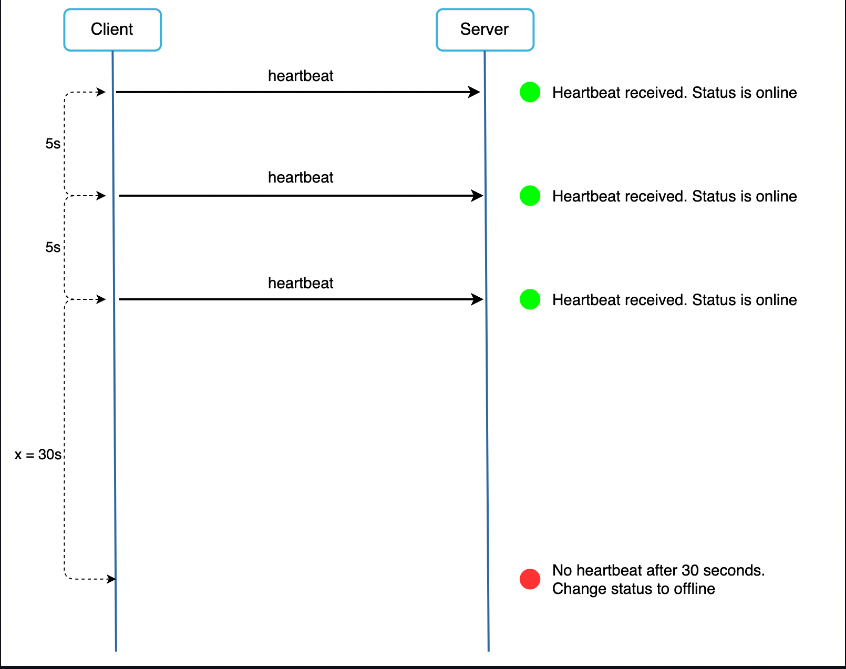 Client
Server
heartbeat
Heartbeat received. Status is online
5s
heartbeat
Heartbeat received. Status is online
5s
heartbeat
Heartbeat received. Status is online
x = 30s
No heartbeat after 30 seconds.
Change status to offline